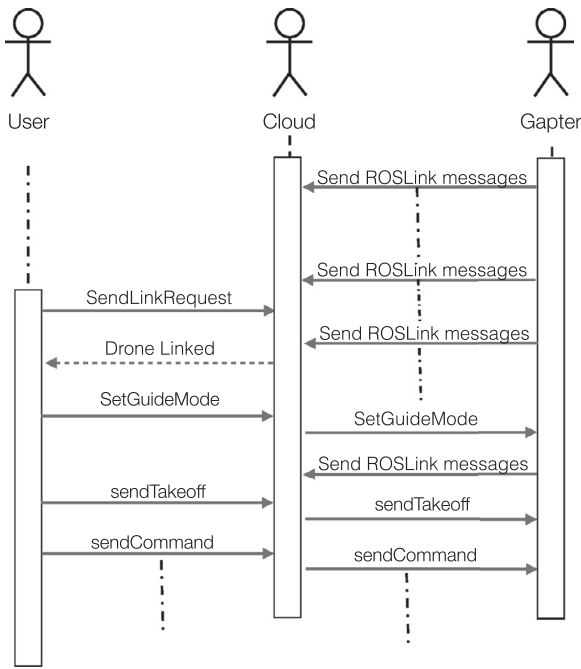 User
Cloud
Gapter
Send ROSLink messages
Send ROSLink messages
SendLinkRequest
Send ROSLink messages
Drone Linked
SetGuideMode
SetGuideMode
Send ROSLink messages
sendTakeoff
sendTakeoff
sendCommand
sendCommand